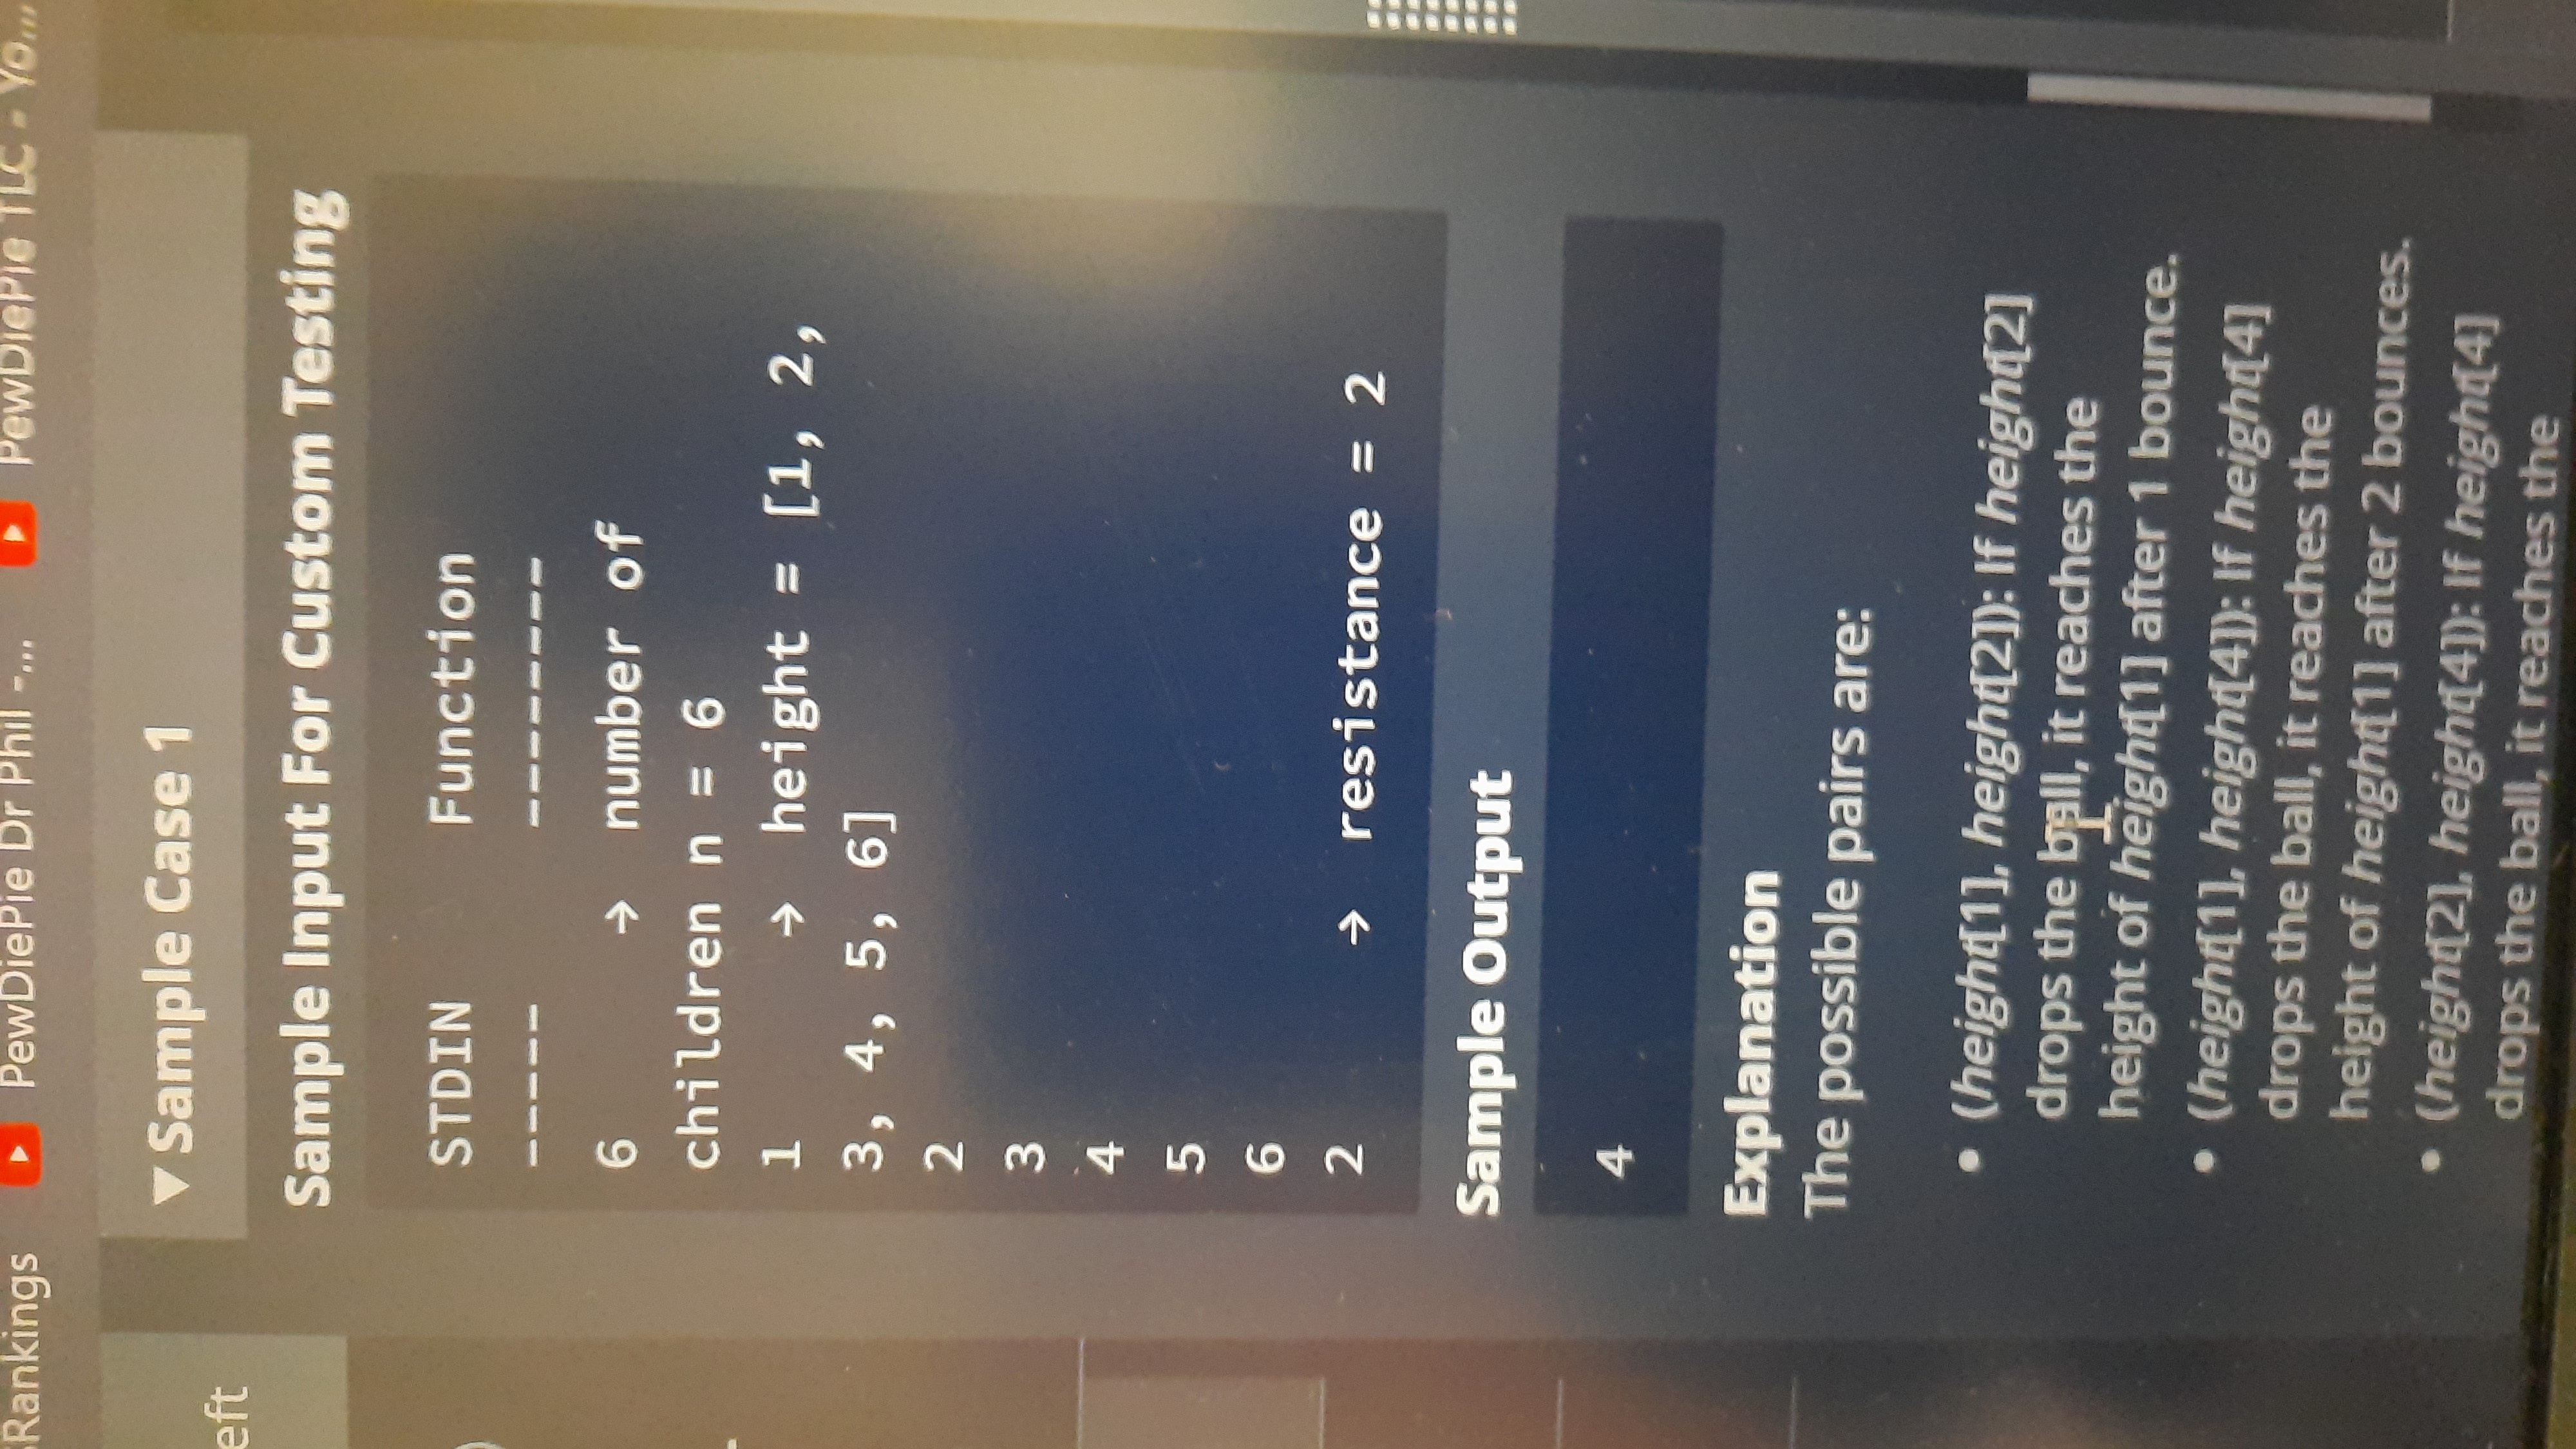 Rankings PewDiePie Dr Phil -... PewDiePie TLC - Yo...
eft
▼ Sample Case 1
Sample Input For Custom Testing
STDIN Function
----- --------
6 → number of
children n = 6
1 → height = [1, 2,
3, 4, 5, 6]
2
3
4
5
6
2 → resistance = 2
Sample Output
4
Explanation
The possible pairs are:
• (height[1], height[2]): If height[2]
drops the ball, it reaches the
height of height[1] after 1 bounce.
• (height[1], height[4]): If height[4]
drops the ball, it reaches the
height of height[1] after 2 bounces.
• (height[2], height[4]): If height[4]
drops the ball, it reaches the